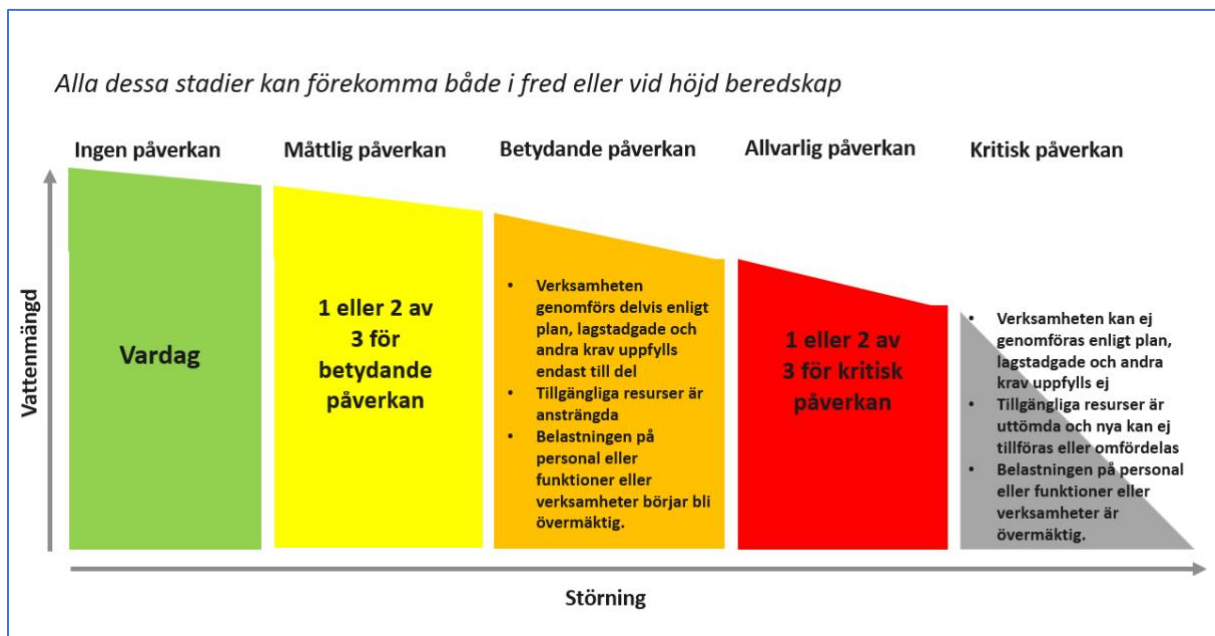 Alla dessa stadier kan förekomma både i fred eller vid höjd beredskap
Ingen påverkan
Måttlig påverkan
Betydande påverkan
Allvarlig påverkan
Kritisk påverkan
Vattenmängd
Vardag
1 eller 2 av
3 för
betydande
påverkan
• Verksamheten
genomförs delvis enligt
plan, lagstadgade och
andra krav uppfylls
endast till del
• Tillgängliga resurser är
ansträngda
• Belastningen på
personal eller
funktioner eller
verksamheter börjar bli
övermäktig.
1 eller 2 av
3 för kritisk
påverkan
• Verksamheten kan ej
genomföras enligt plan,
lagstadgade och andra
krav uppfylls ej
• Tillgängliga resurser är
uttömda och nya kan ej
tillföras eller omfördelas
• Belastningen på personal
eller funktioner eller
verksamheter är
övermäktig.
Störning